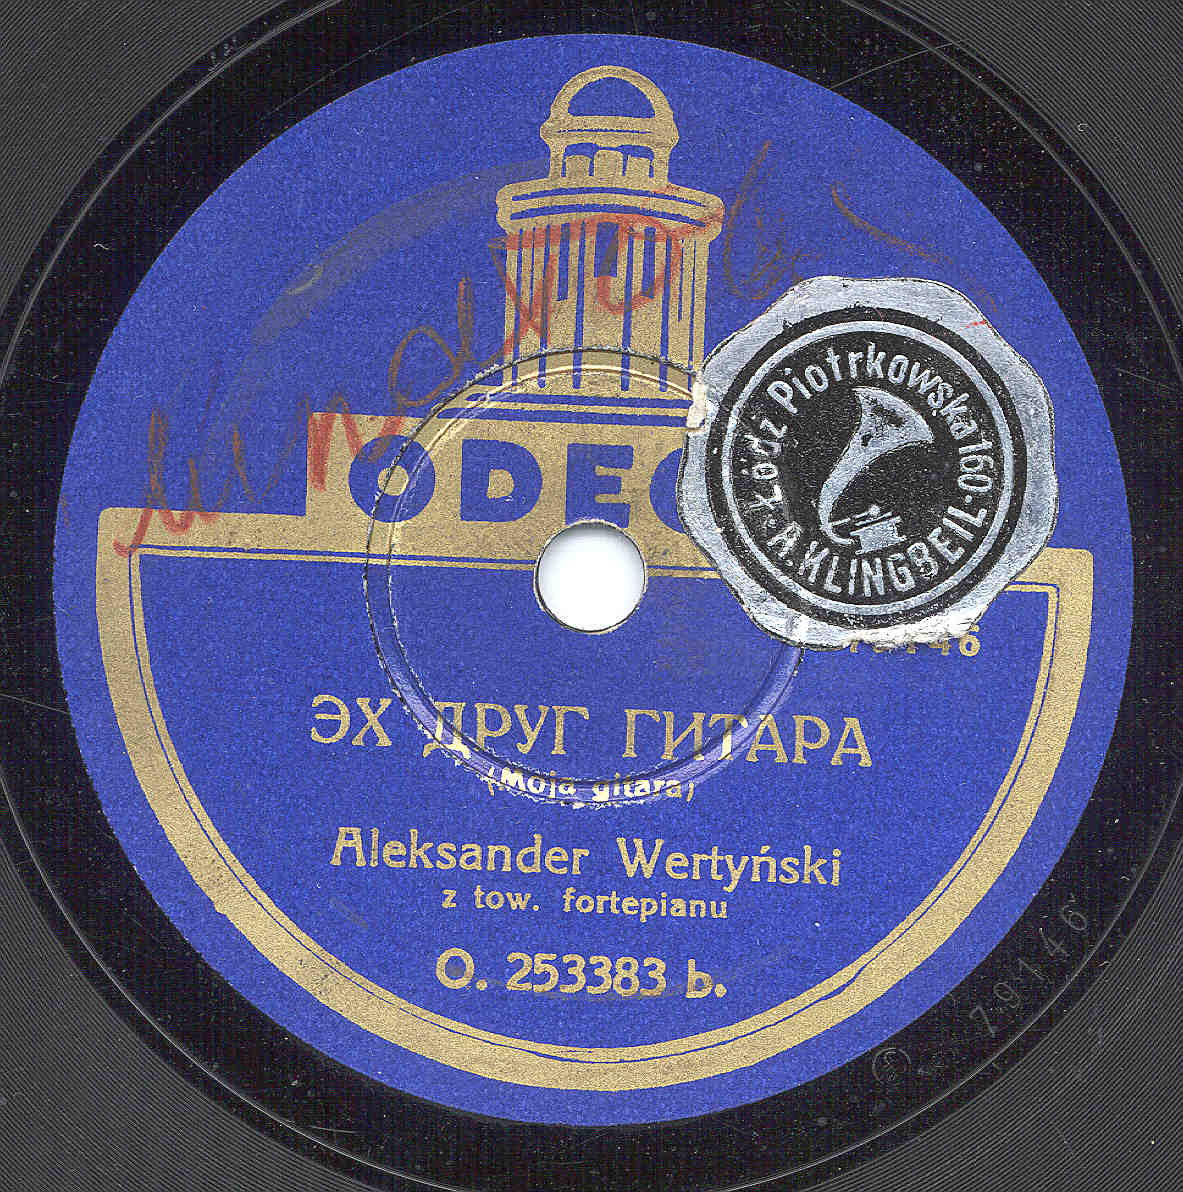 ODEO
Łódź Piotrkowska 160.
A. KLINGBEIL
ЭХ ДРУГ ГИТАРА
(Moja gitara)
Aleksander Wertyński
z tow. fortepianu
O. 253383 b.
79146